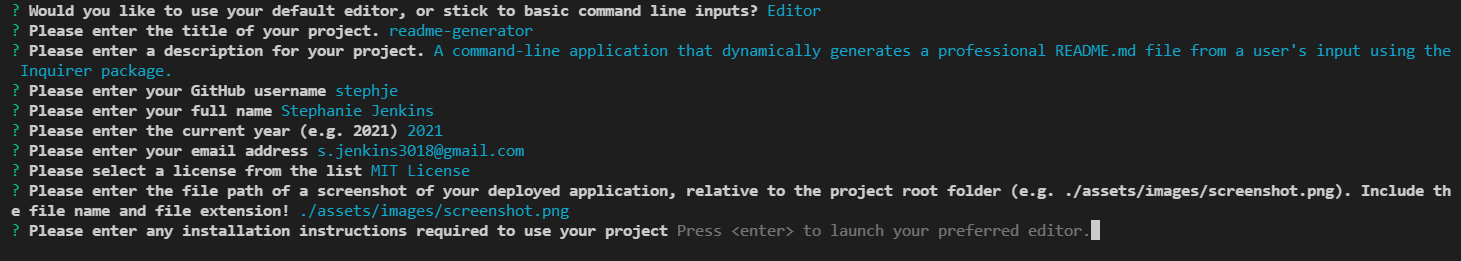 ? Would you like to use your default editor, or stick to basic command line inputs? Editor
? Please enter the title of your project. readme-generator
? Please enter a description for your project. A command-line application that dynamically generates a professional README.md file from a user's input using the
Inquirer package.
? Please enter your GitHub username stephje
? Please enter your full name Stephanie Jenkins
? Please enter the current year (e.g. 2021) 2021
? Please enter your email address s.jenkins3018@gmail.com
? Please select a license from the list MIT License
? Please enter the file path of a screenshot of your deployed application, relative to the project root folder (e.g. ./assets/images/screenshot.png). Include th
e file name and file extension! ./assets/images/screenshot.png
? Please enter any installation instructions required to use your project Press <enter> to launch your preferred editor.